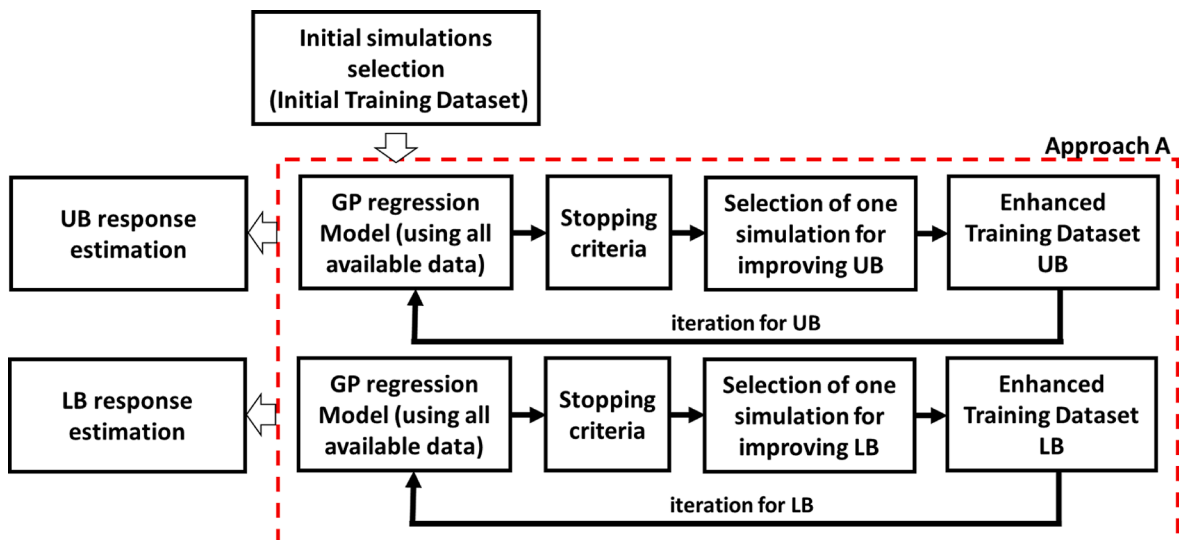 Initial simulations
selection
(Initial Training Dataset)
Approach A
UB response
estimation
GP regression
Model (using all
available data)
Stopping
criteria
Selection of one
simulation for
improving UB
Enhanced
Training Dataset
UB
iteration for UB
LB response
estimation
GP regression
Model (using all
available data)
Stopping
criteria
Selection of one
simulation for
improving LB
Enhanced
Training Dataset
LB
iteration for LB